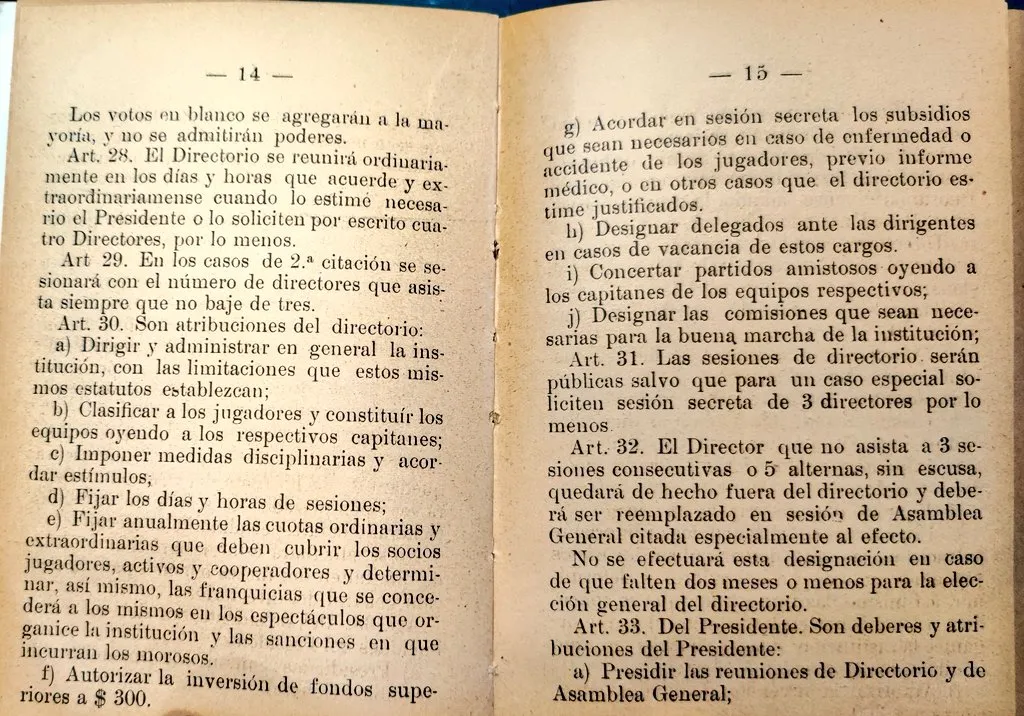 — 14 —
Los votos en blanco se agregarán a la ma-
yoría, y no se admitirán poderes.
Art. 28. El Directorio se reunirá ordinaria-
mente en los días y horas que acuerde y ex-
traordinariamense cuando lo estime necesa-
rio el Presidente o lo soliciten por escrito cua-
tro Directores, por lo menos.
Art 29. En los casos de 2.ª citación se se-
sionará con el número de directores que asis-
ta siempre que no baje de tres.
Art. 30. Son atribuciones del directorio:
a) Dirigir y administrar en general la ins-
titución, con las limitaciones que estos mis-
mos estatutos establezcan;
b) Clasificar a los jugadores y constituír los
equipos oyendo a los respectivos capitanes;
c) Imponer medidas disciplinarias y acor-
dar estímulos;
d) Fijar los días y horas de sesiones;
e) Fijar anualmente las cuotas ordinarias y
extraordinarias que deben cubrir los socios
jugadores, activos y cooperadores y determi-
nar, así mismo, las franquicias que se conce-
derá a los mismos en los espectáculos que or-
ganice la institución y las sanciones en que
incurran los morosos.
f) Autorizar la inversión de fondos supe-
riores a $ 300.
— 15 —
g) Acordar en sesión secreta los subsidios
que sean necesarios en caso de enfermedad o
accidente de los jugadores, previo informe
médico, o en otros casos que el directorio es-
time justificados.
h) Designar delegados ante las dirigentes
en casos de vacancia de estos cargos.
i) Concertar partidos amistosos oyendo a
los capitanes de los equipos respectivos;
j) Designar las comisiones que sean nece-
sarias para la buena marcha de la institución;
Art. 31. Las sesiones de directorio serán
públicas salvo que para un caso especial so-
liciten sesión secreta de 3 directores por lo
menos
Art. 32. El Director que no asista a 3 se-
siones consecutivas o 5 alternas, sin escusa,
quedará de hecho fuera del directorio y debe-
rá ser reemplazado en sesión de Asamblea
General citada especialmente al efecto.
No se efectuará esta designación en caso
de que falten dos meses o menos para la elec-
ción general del directorio.
Art. 33. Del Presidente. Son deberes y atri-
buciones del Presidente:
a) Presidir las reuniones de Directorio y de
Asamblea General;